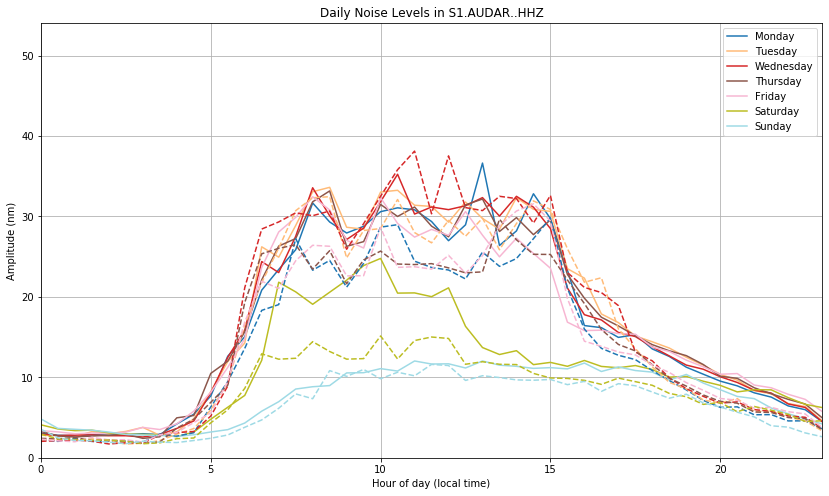 Daily Noise Levels in S1.AUDAR..HHZ
Monday
Tuesday
Wednesday
Thursday
Friday
Saturday
Sunday
Amplitude (nm)
50
40
30
20
10
0
0
5
10
15
20
Hour of day (local time)